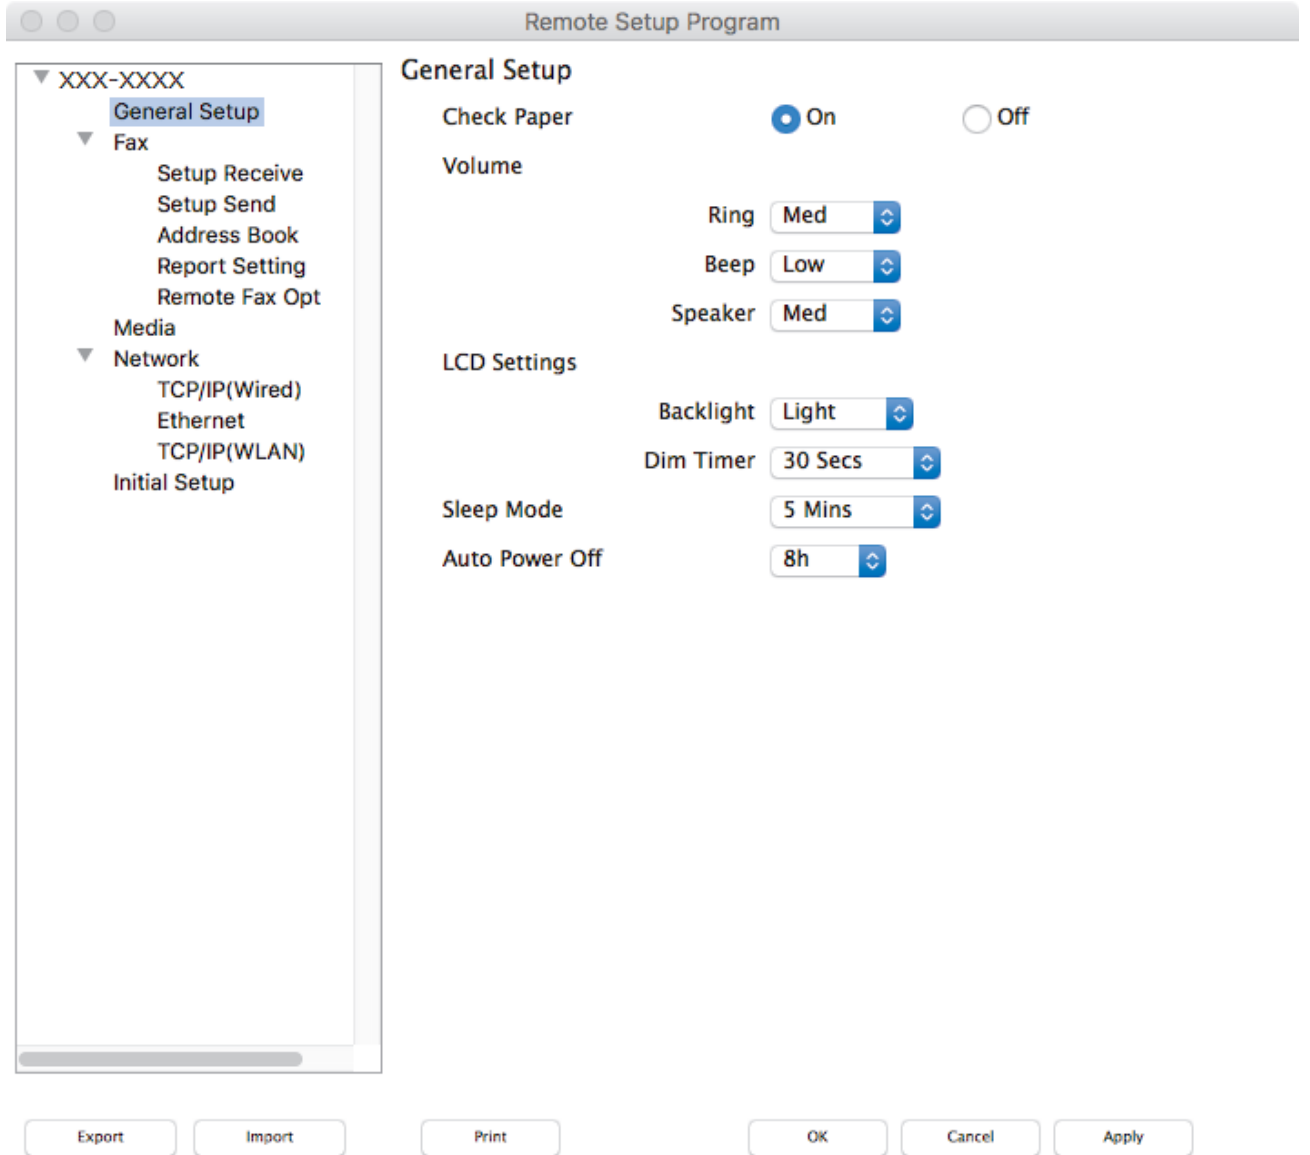 Remote Setup Program
XXX-XXXX
General Setup
Fax
Setup Receive
Setup Send
Address Book
Report Setting
Remote Fax Opt
Media
Network
TCP/IP(Wired)
Ethernet
TCP/IP(WLAN)
Initial Setup
General Setup
Check Paper On Off
Volume
Ring Med
Beep Low
Speaker Med
LCD Settings
Backlight Light
Dim Timer 30 Secs
Sleep Mode 5 Mins
Auto Power Off 8h
Export Import Print OK Cancel Apply